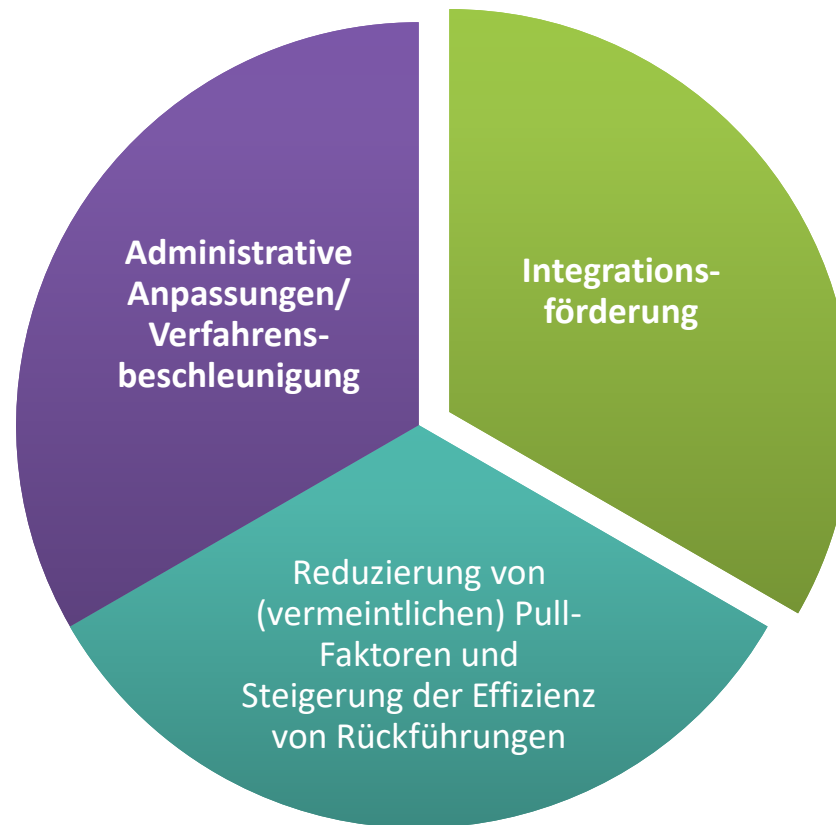 Administrative
Anpassungen/
Verfahrens-
beschleunigung
Integrations-
förderung
Reduzierung von
(vermeintlichen) Pull-
Faktoren und
Steigerung der Effizienz
von Rückführungen